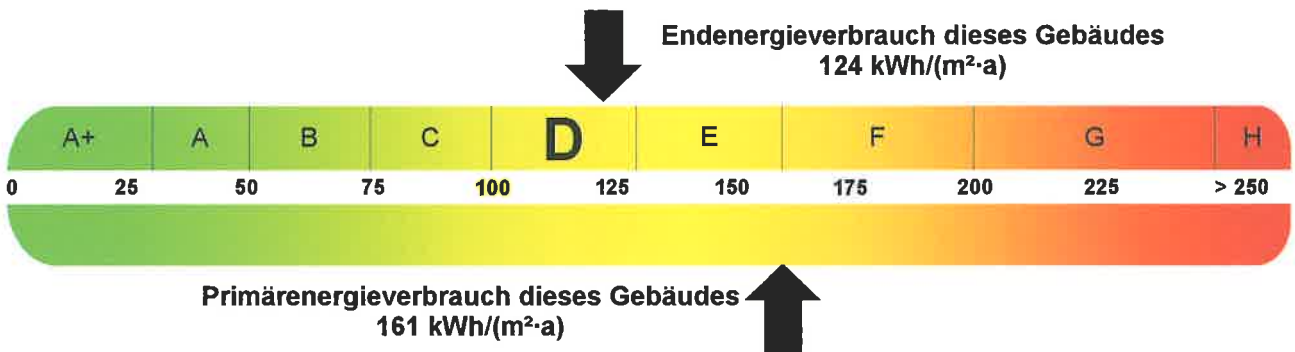 Endenergieverbrauch dieses Gebäudes
124 kWh/(m²·a)
A+ A B C D E F G H
0 25 50 75 100 125 150 175 200 225 > 250
Primärenergieverbrauch dieses Gebäudes
161 kWh/(m²·a)